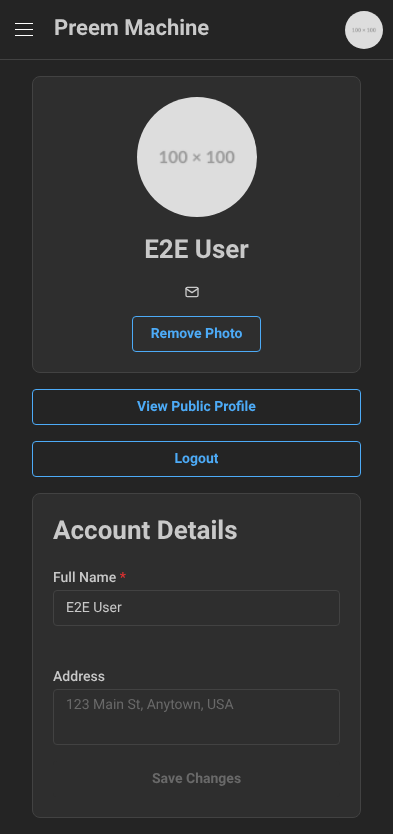 Preem Machine
100 × 100
100 × 100
E2E User
Remove Photo
View Public Profile
Logout
Account Details
Full Name *
E2E User
Address
123 Main St, Anytown, USA
Save Changes